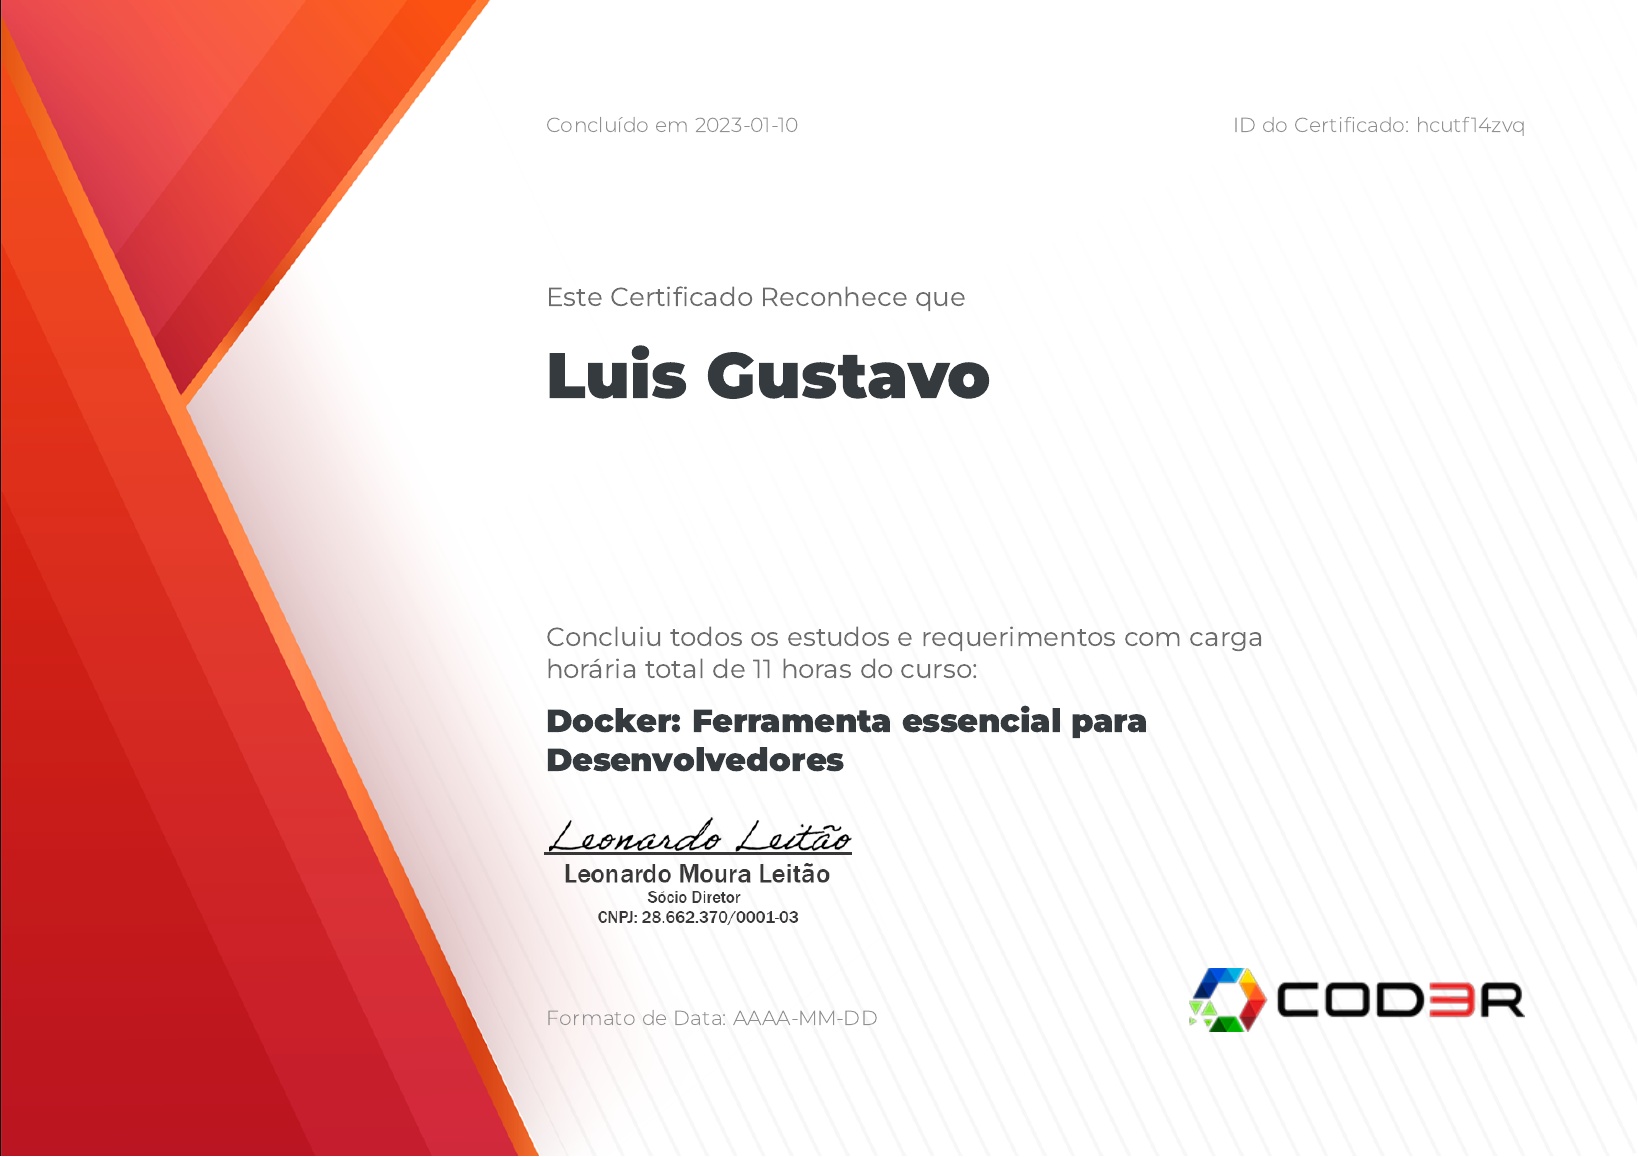 Concluído em 2023-01-10
ID do Certificado: hcutf14zvq
Este Certificado Reconhece que
Luis Gustavo
Concluiu todos os estudos e requerimentos com carga
horária total de 11 horas do curso:
Docker: Ferramenta essencial para
Desenvolvedores
Leonardo Leitão
Leonardo Moura Leitão
Sócio Diretor
CNPJ: 28.662.370/0001-03
Formato de Data: AAAA-MM-DD
COD3R